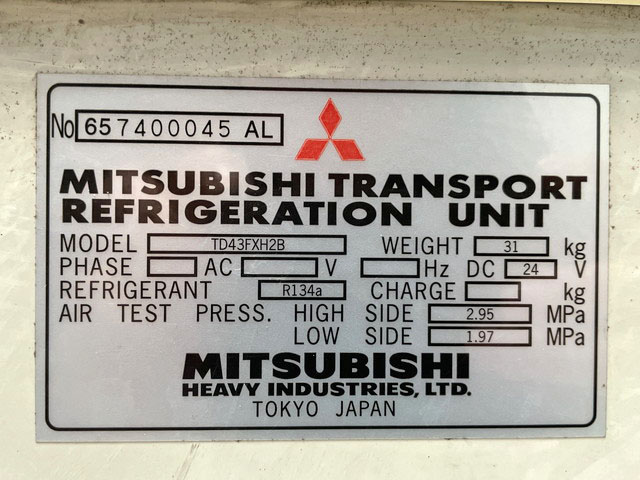 No 657400045 AL
MITSUBISHI TRANSPORT
REFRIGERATION UNIT
MODEL TD43FXH2B WEIGHT 31 kg
PHASE AC V Hz DC 24 V
REFRIGERANT R134a CHARGE kg
AIR TEST PRESS. HIGH SIDE 2.95 MPa
LOW SIDE 1.97 MPa
MITSUBISHI
HEAVY INDUSTRIES, LTD.
TOKYO JAPAN